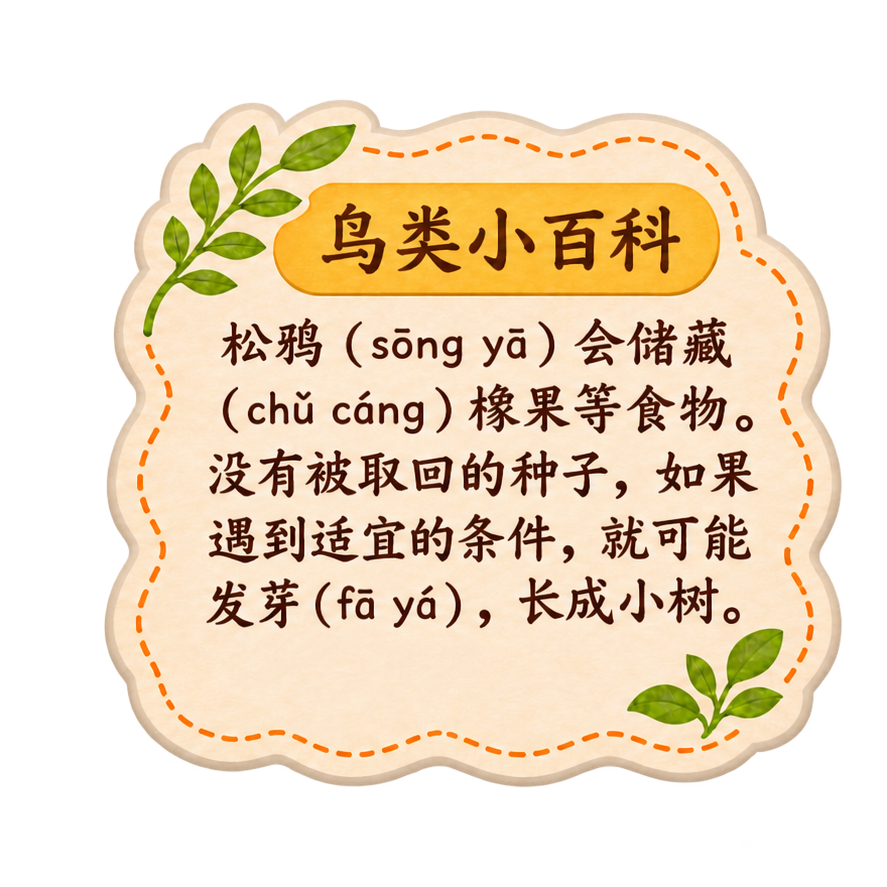 鸟类小百科
松鸦（sōng yā）会储藏
（chǔ cáng）橡果等食物。
没有被取回的种子，如果
遇到适宜的条件，就可能
发芽（fā yá），长成小树。